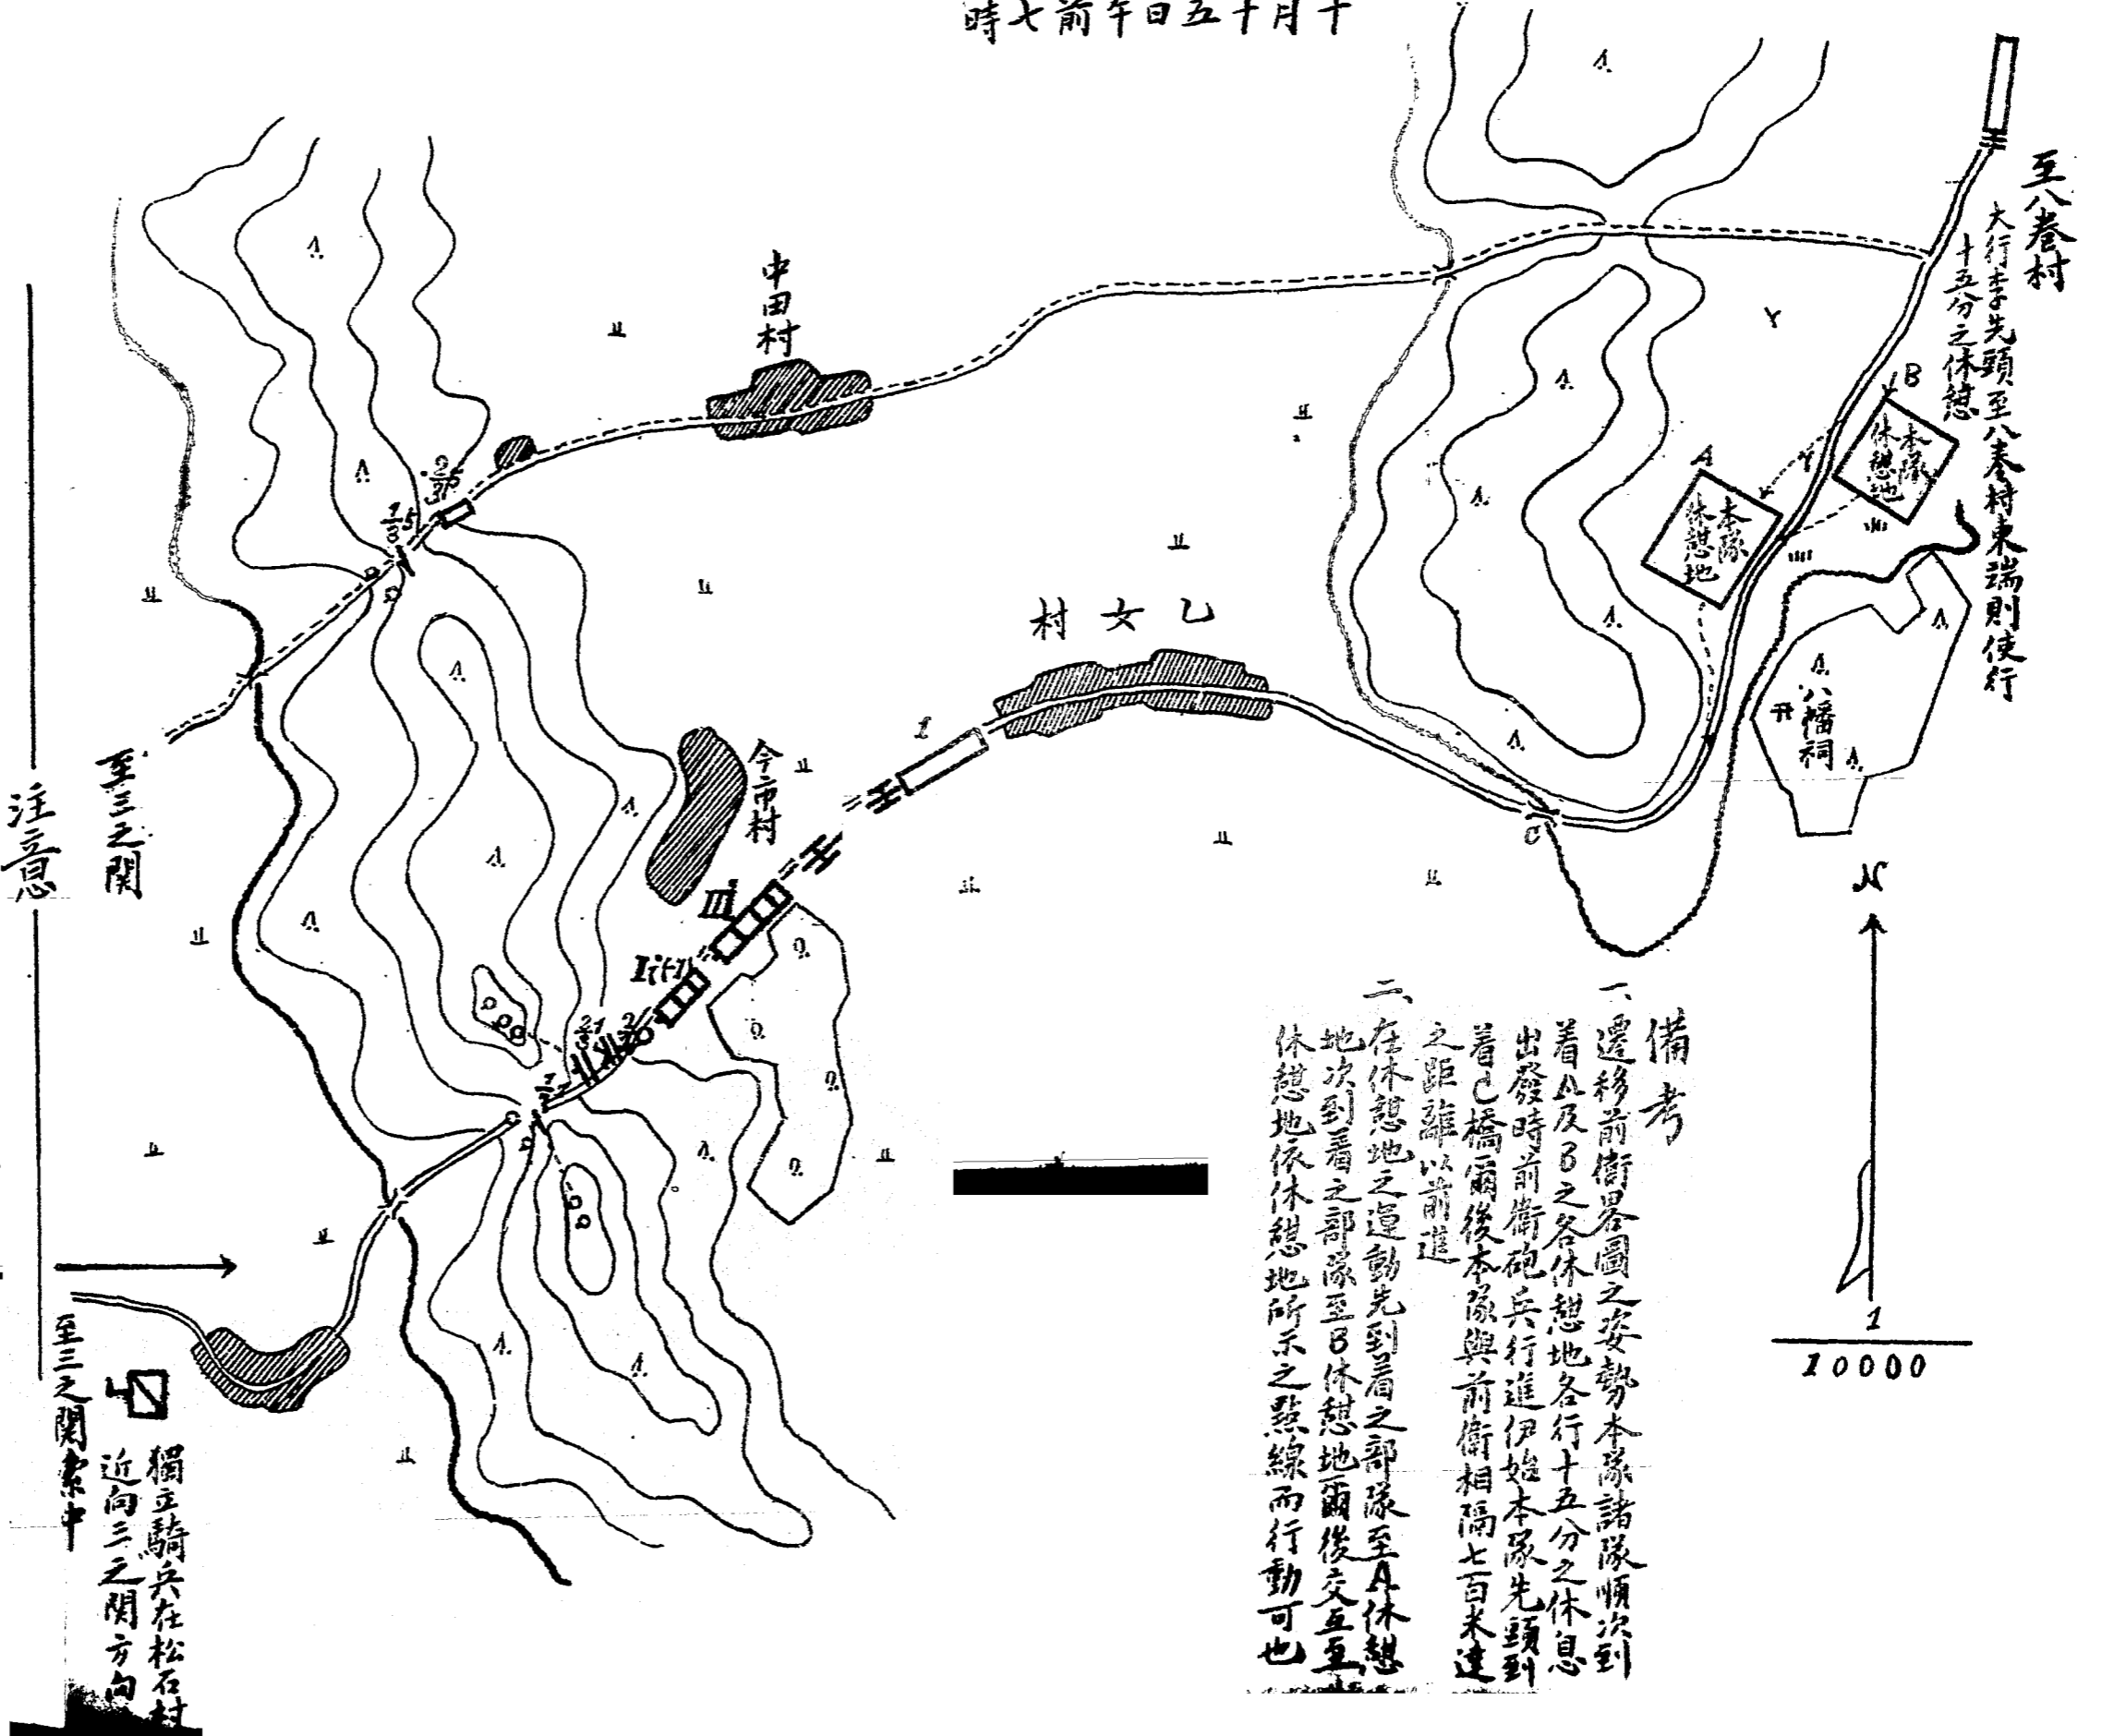 時七前午日五十月十
至八巻村
大行李先頭至八巻村東端則使行
十五分之休憩
B
本隊
休憩地
A
本隊
休憩地
中田村
村女乙
今市村
八幡祠
至三之関
注意
1
III
C
N
1
10000
備考
一、遷移前衛畧圖之姿勢本隊諸隊順次到
着A及B之各休憩地各行十五分之休息
出發時前衛砲兵行進伊始本隊先頭到
着C橋爾後本隊與前衛相隔七百米達
之距離以前進
二、在休憩地之運動先到着之部隊至A休憩
地次到着之部隊至B休憩地爾後交互至
休憩地依休憩地所示之點線而行動可也
至三之関索中
獨立騎兵在松石村
近向三之関方向